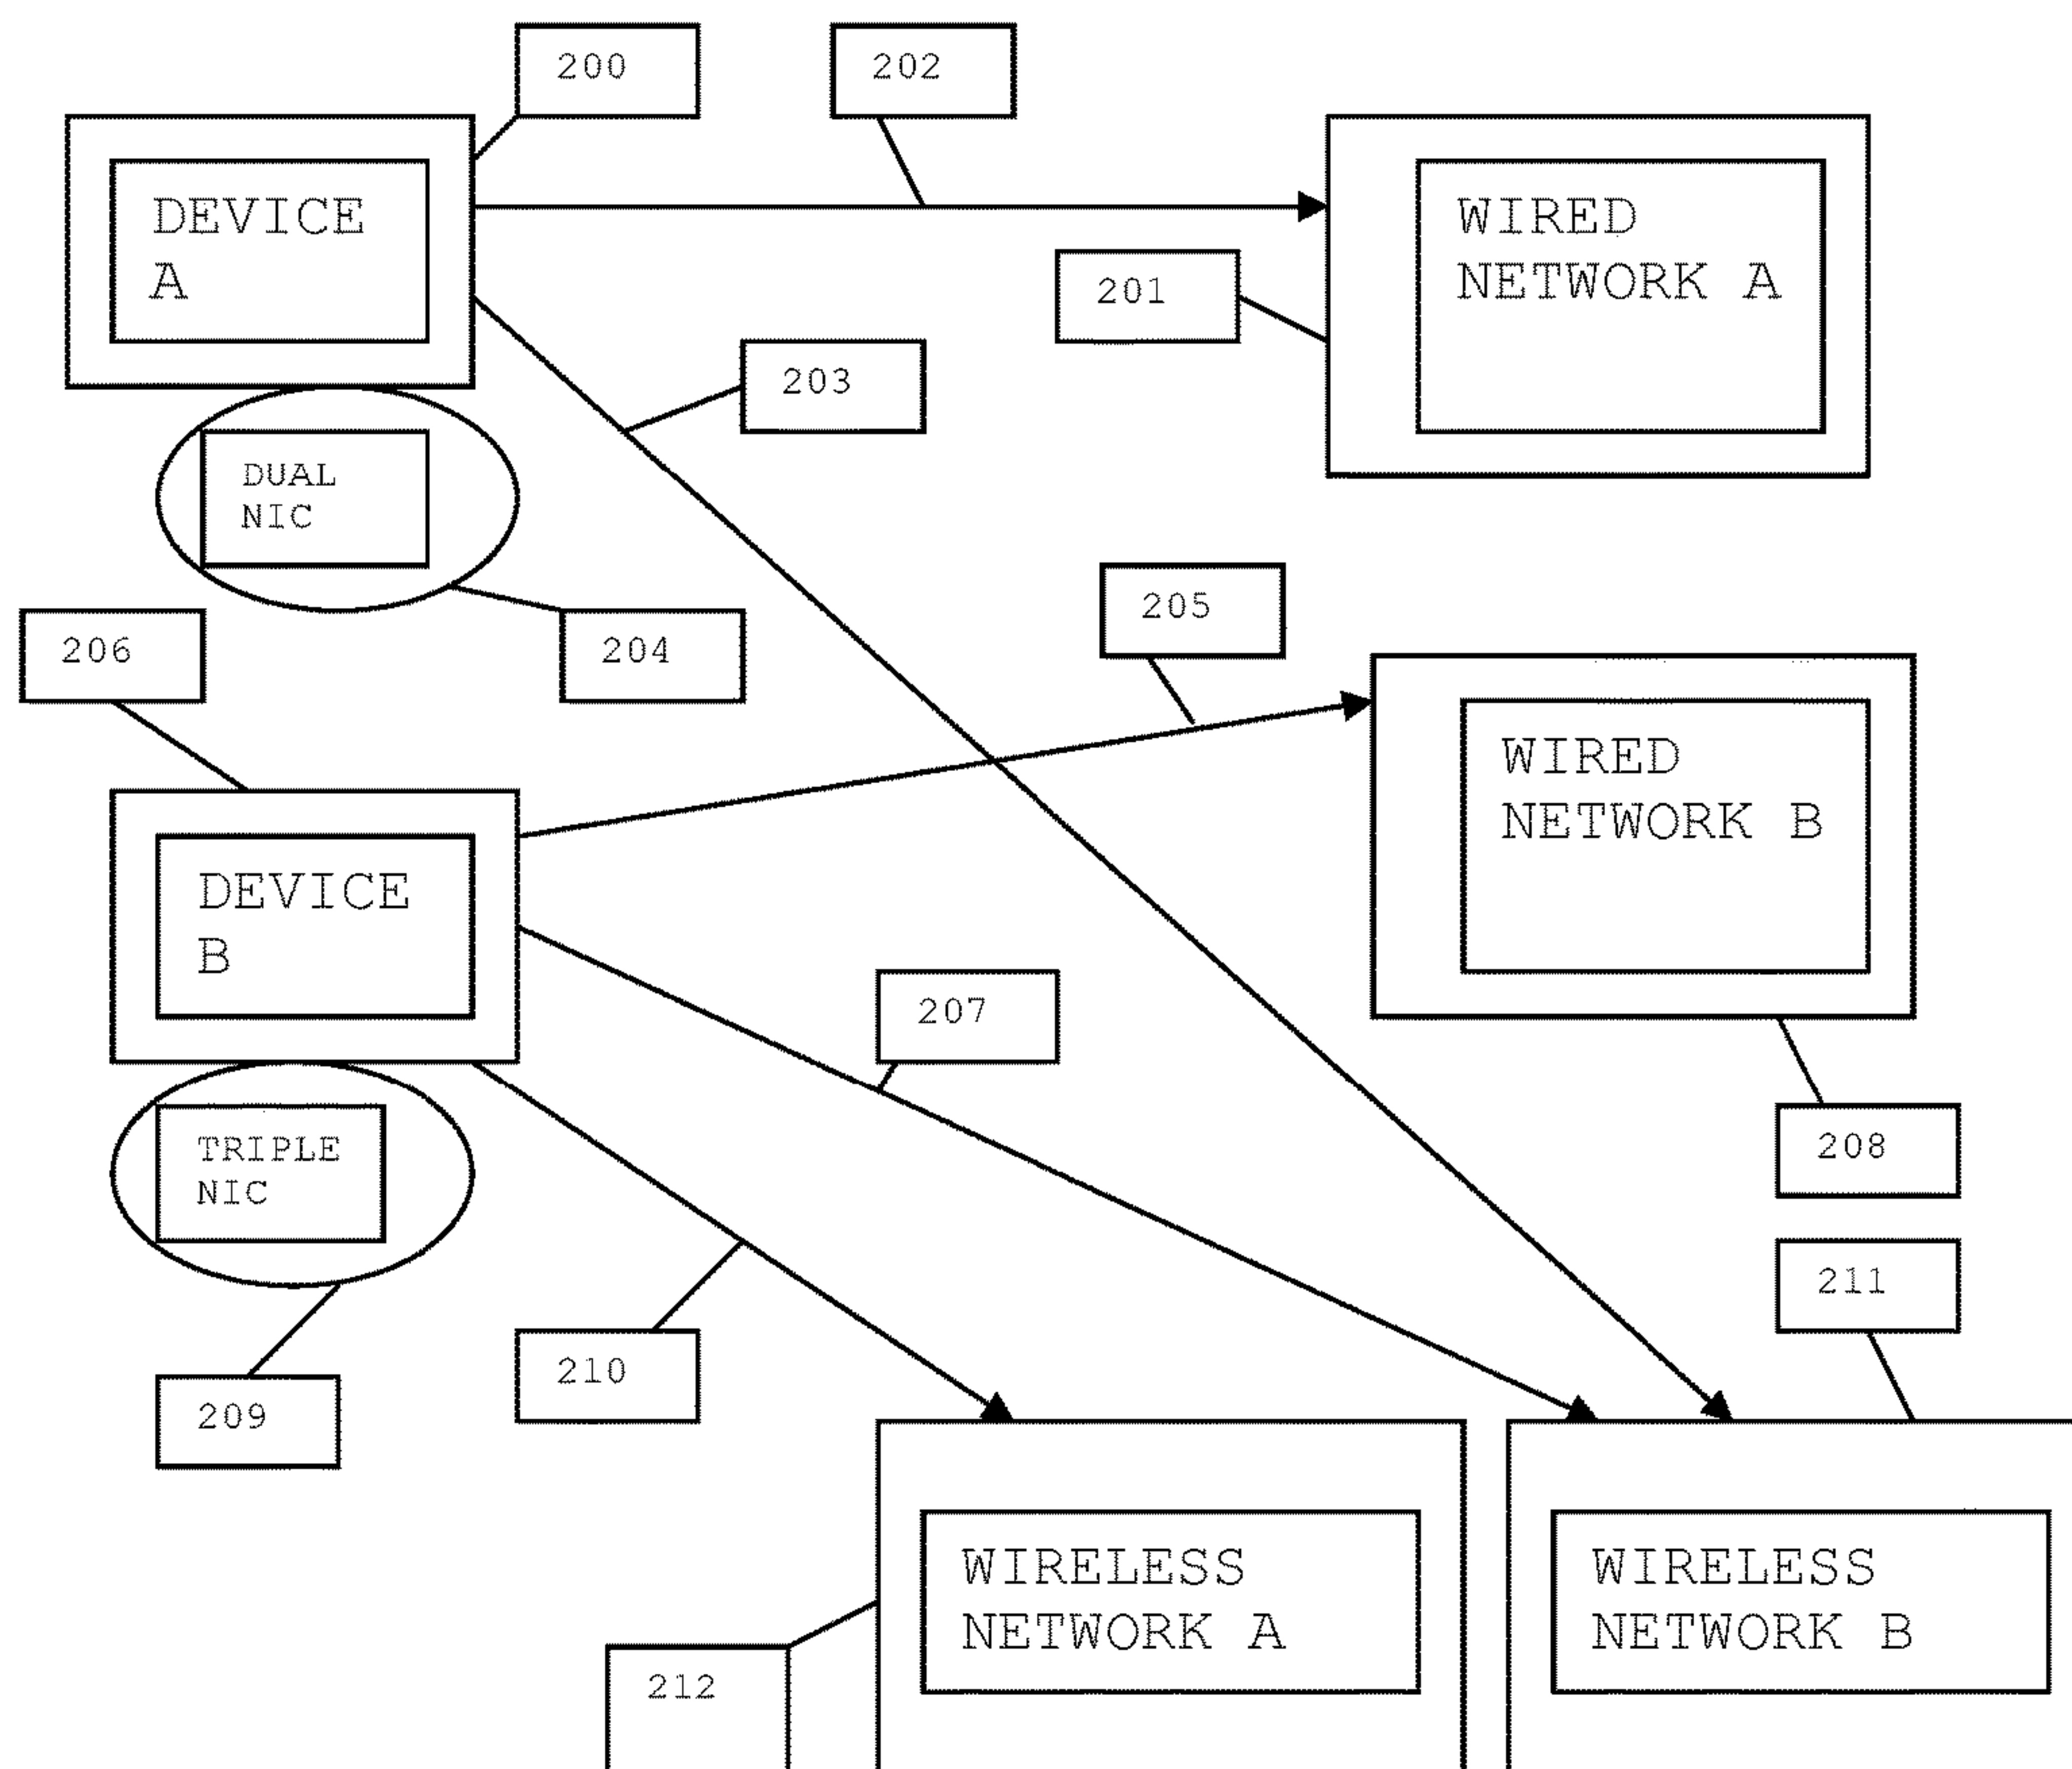 200
202
DEVICE
A
WIRED
NETWORK A
201
203
DUAL
NIC
205
206
204
WIRED
NETWORK B
DEVICE
B
207
208
TRIPLE
NIC
211
210
209
WIRELESS
NETWORK A
WIRELESS
NETWORK B
212